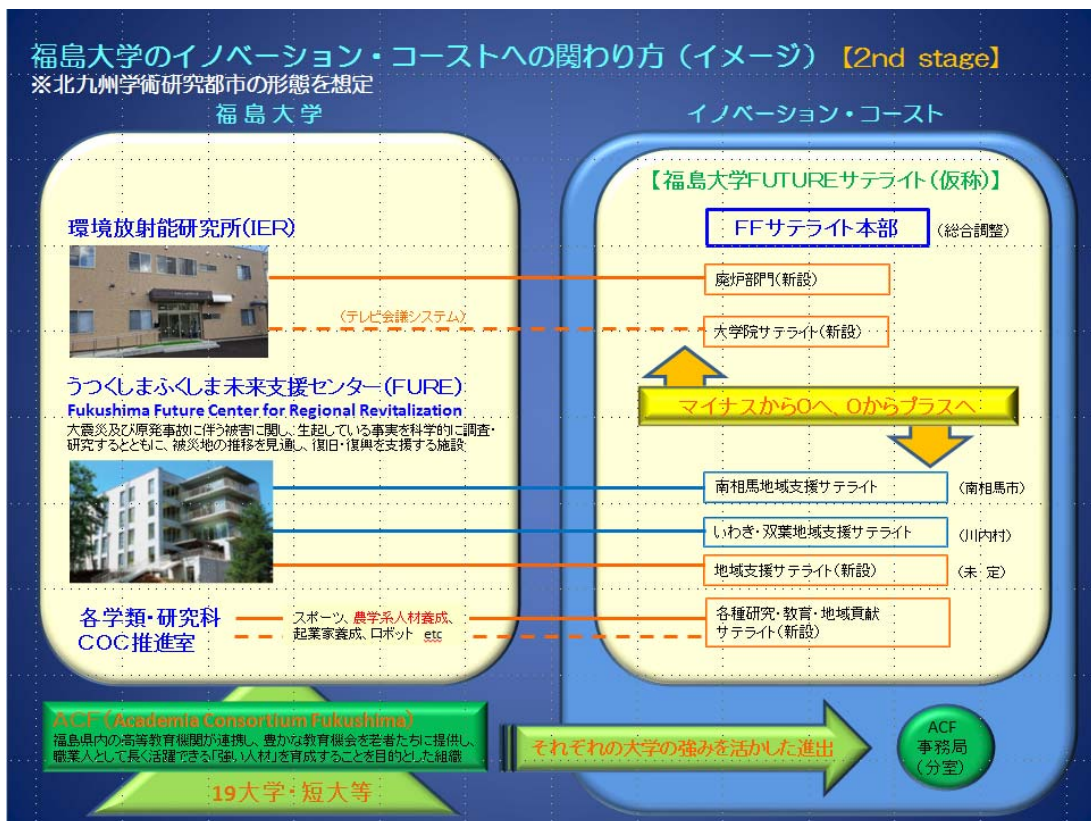 福島大学のイノベーション・コーストへの関わり方（イメージ）【2nd stage】
※北九州学術研究都市の形態を想定
福島大学
イノベーション・コースト
【福島大学FUTUREサテライト(仮称)】
環境放射能研究所(IER)
FFサテライト本部
(総合調整)
廃炉部門(新設)
(テレビ会議システム)
大学院サテライト(新設)
うつくしまふくしま未来支援センター(FURE)
Fukushima Future Center for Regional Revitalization
大震災及び原発事故に伴う被害に関し、生起している事実を科学的に調査・
研究するとともに、被災地の推移を見通し、復旧・復興を支援する施設
マイナスから0へ、0からプラスへ
南相馬地域支援サテライト
(南相馬市)
いわき・双葉地域支援サテライト
(川内村)
地域支援サテライト(新設)
(未 定)
各学類・研究科
COC推進室
スポーツ、農学系人材養成、
起業家養成、ロボット etc
各種研究・教育・地域貢献
サテライト(新設)
ACF(Academia Consortium Fukushima)
福島県内の高等教育機関が連携し、豊かな教育機会を若者たちに提供し、
職業人として長く活躍できる「強い人材」を育成することを目的とした組織
19大学・短大等
それぞれの大学の強みを活かした進出
ACF
事務局
(分室)